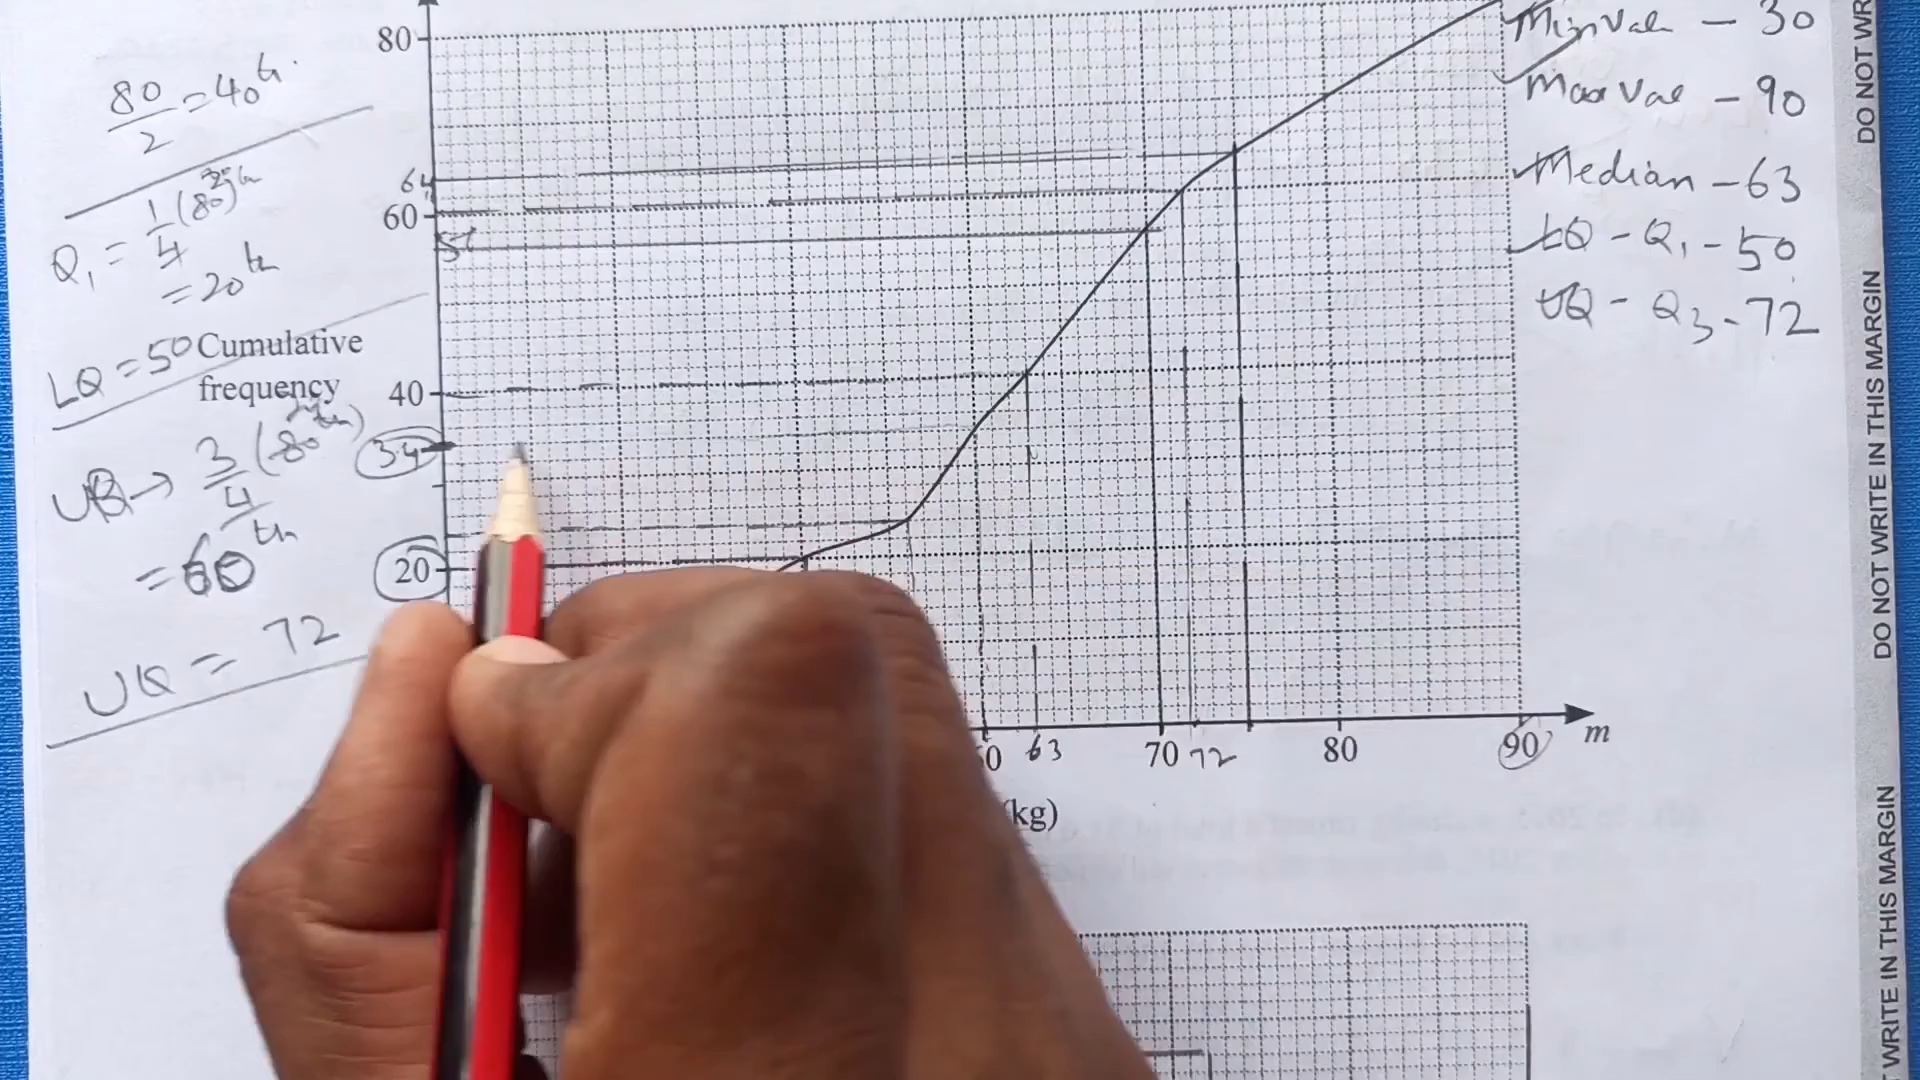 80/2 = 40th
Q1 = 1/4 (80)th
= 20th
LQ = 50
UQ → 3/4 (80th)
= 60th
UQ = 72
80
64
60
Cumulative
frequency
40
34
20
63
70
72
80
90
m
(kg)
Min Val - 30
Max Val - 90
Median - 63
LQ - Q1 - 50
UQ - Q3 - 72
DO NOT WR
DO NOT WRITE IN THIS MARGIN
WRITE IN THIS MARGIN